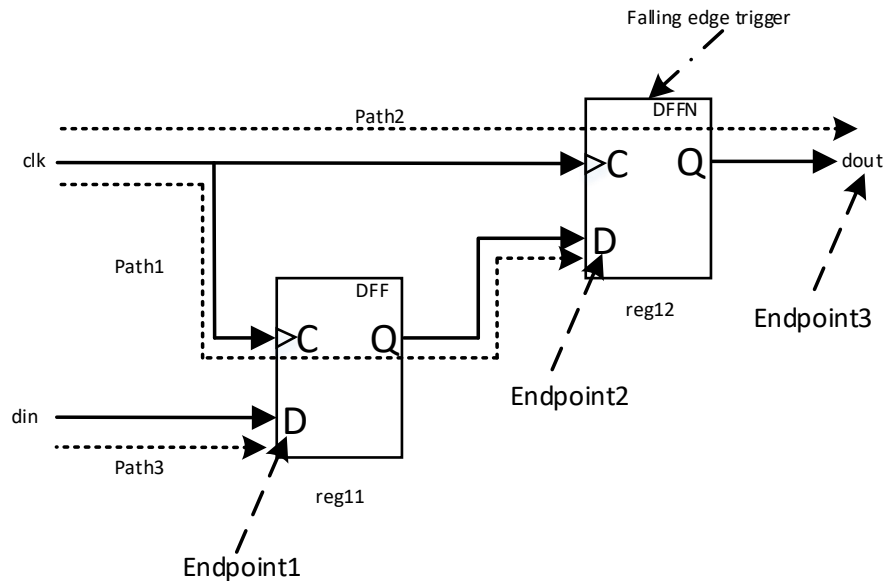 Falling edge trigger
DFFN
Path2
clk
C
Q
dout
D
Path1
DFF
reg12
Endpoint3
C
Q
Endpoint2
din
D
Path3
reg11
Endpoint1